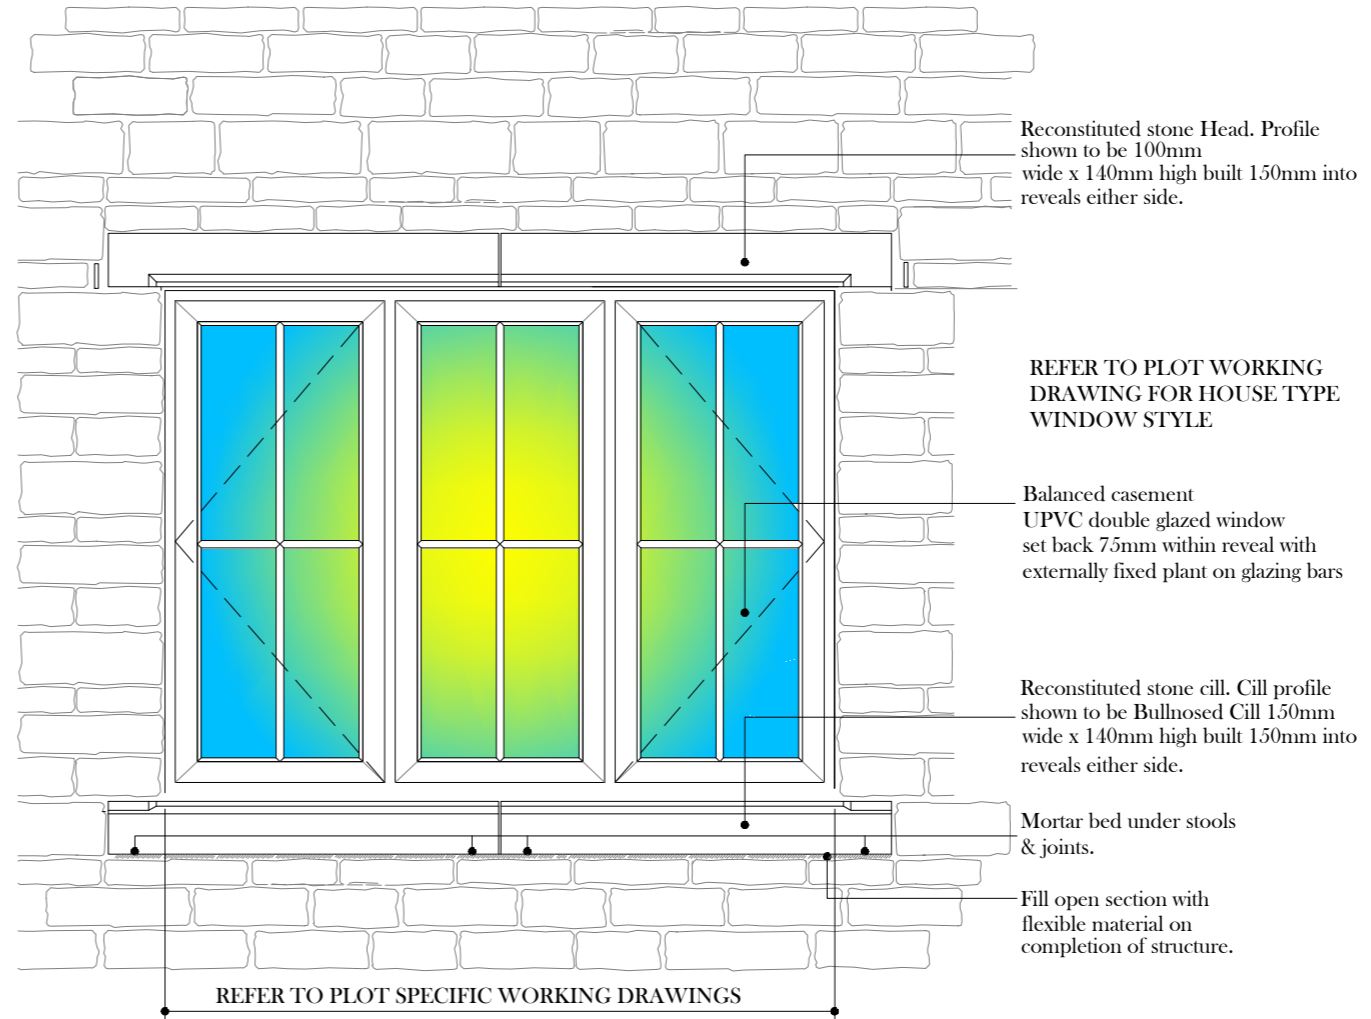 Reconstituted stone Head. Profile
shown to be 100mm
wide x 140mm high built 150mm into
reveals either side.
REFER TO PLOT WORKING
DRAWING FOR HOUSE TYPE
WINDOW STYLE
Balanced casement
UPVC double glazed window
set back 75mm within reveal with
externally fixed plant on glazing bars
Reconstituted stone cill. Cill profile
shown to be Bullnosed Cill 150mm
wide x 140mm high built 150mm into
reveals either side.
Mortar bed under stools
& joints.
Fill open section with
flexible material on
completion of structure.
REFER TO PLOT SPECIFIC WORKING DRAWINGS